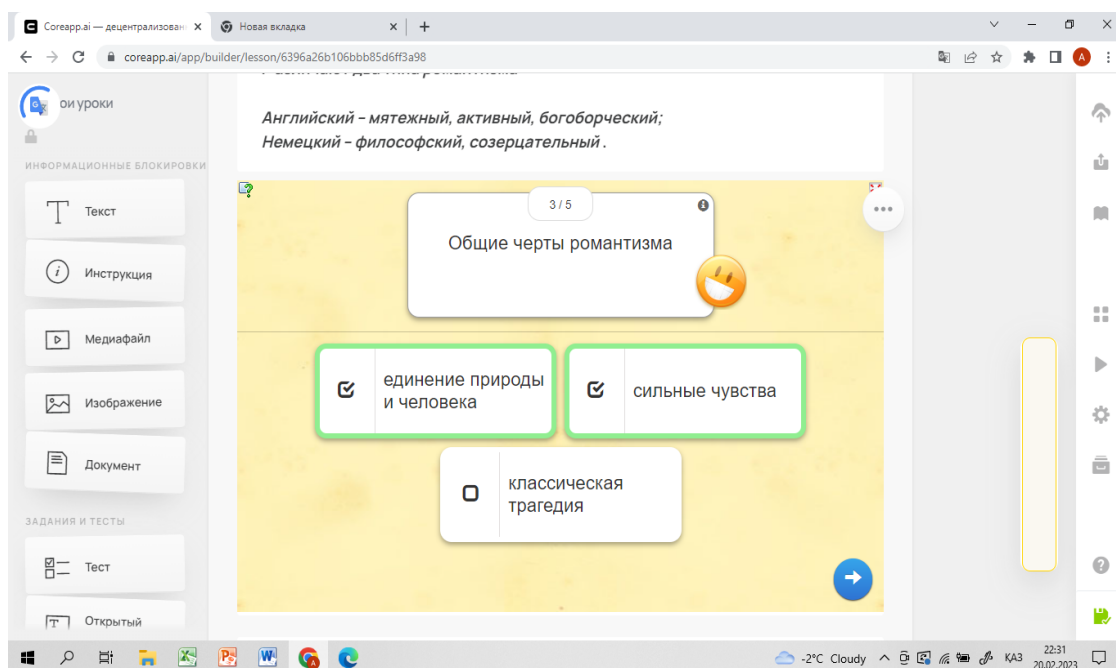 Coreapp.ai — децентрализован
Новая вкладка
coreapp.ai/app/builder/lesson/6396a26b106bbb85d6ff3a98
A
ои уроки
ИНФОРМАЦИОННЫЕ БЛОКИРОВКИ
Текст
Инструкция
Медиафайл
Изображение
Документ
ЗАДАНИЯ И ТЕСТЫ
Тест
Открытый
Английский – мятежный, активный, богоборческий;
Немецкий – философский, созерцательный .
3 / 5
Общие черты романтизма
единение природы
и человека
сильные чувства
классическая
трагедия
-2°C Cloudy
КАЗ
22:31
20.02.2023